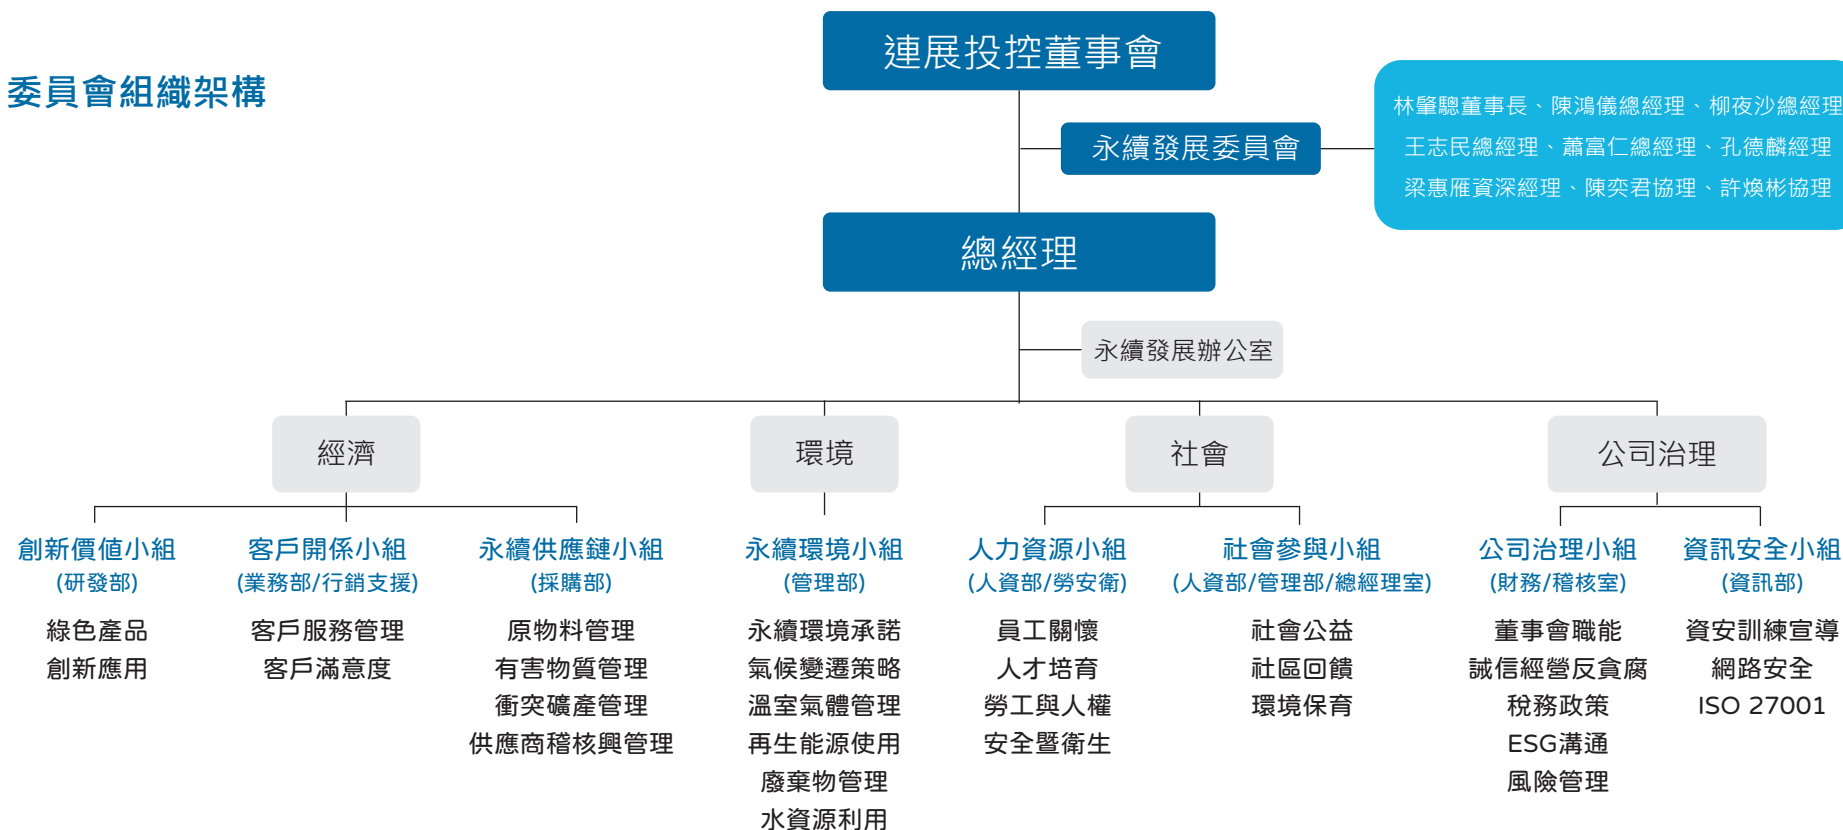 連展投控董事會
委員會組織架構
林肇驄董事長、陳鴻儀總經理、柳夜沙總經理
永續發展委員會
王志民總經理、蕭富仁總經理、孔德麟經理
梁惠雁資深經理、陳奕君協理、許煥彬協理
總經理
永續發展辦公室
經濟
環境
社會
公司治理
創新價值小組
(研發部)
綠色產品
創新應用
客戶開係小組
(業務部/行銷支援)
客戶服務管理
客戶滿意度
永續供應鏈小組
(採購部)
原物料管理
有害物質管理
衝突礦產管理
供應商稽核興管理
永續環境小組
(管理部)
永續環境承諾
氣候變遷策略
溫室氣體管理
再生能源使用
廢棄物管理
水資源利用
人力資源小組
(人資部/勞安衛)
員工關懷
人才培育
勞工與人權
安全暨衛生
社會參與小組
(人資部/管理部/總經理室)
社會公益
社區回饋
環境保育
公司治理小組
(財務/稽核室)
董事會職能
誠信經營反貪腐
稅務政策
ESG溝通
風險管理
資訊安全小組
(資訊部)
資安訓練宣導
網路安全
ISO 27001